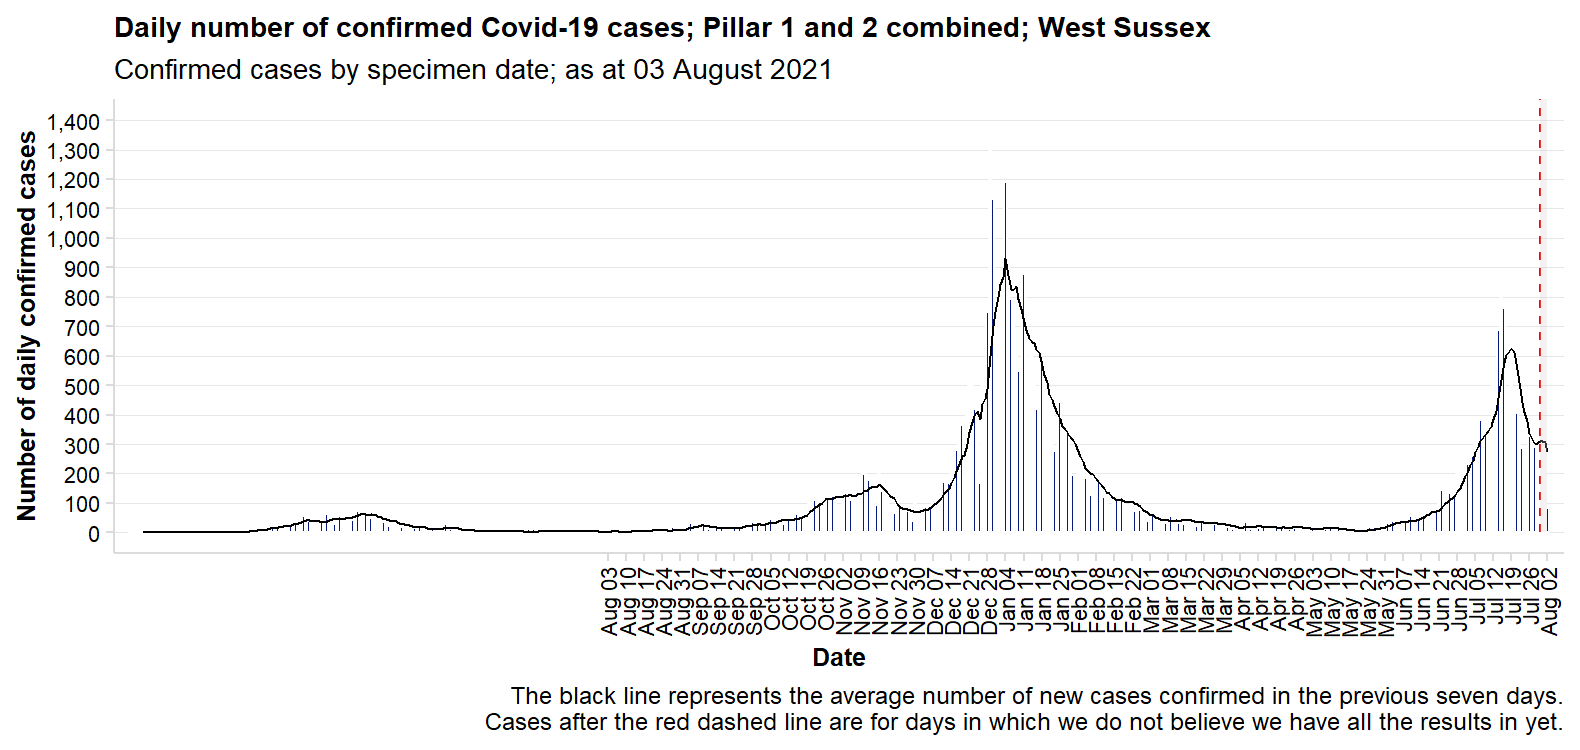 Daily number of confirmed Covid-19 cases; Pillar 1 and 2 combined; West Sussex
Confirmed cases by specimen date; as at 03 August 2021
Number of daily confirmed cases
1,400
1,300
1,200
1,100
1,000
900
800
700
600
500
400
300
200
100
0
Aug 03
Aug 10
Aug 17
Aug 24
Aug 31
Sep 07
Sep 14
Sep 21
Sep 28
Oct 05
Oct 12
Oct 19
Oct 26
Nov 02
Nov 09
Nov 16
Nov 23
Nov 30
Dec 07
Dec 14
Dec 21
Dec 28
Jan 04
Jan 11
Jan 18
Jan 25
Feb 01
Feb 08
Feb 15
Feb 22
Mar 01
Mar 08
Mar 15
Mar 22
Mar 29
Apr 05
Apr 12
Apr 19
Apr 26
May 03
May 10
May 17
May 24
May 31
Jun 07
Jun 14
Jun 21
Jun 28
Jul 05
Jul 12
Jul 19
Jul 26
Aug 02
Date
The black line represents the average number of new cases confirmed in the previous seven days.
Cases after the red dashed line are for days in which we do not believe we have all the results in yet.